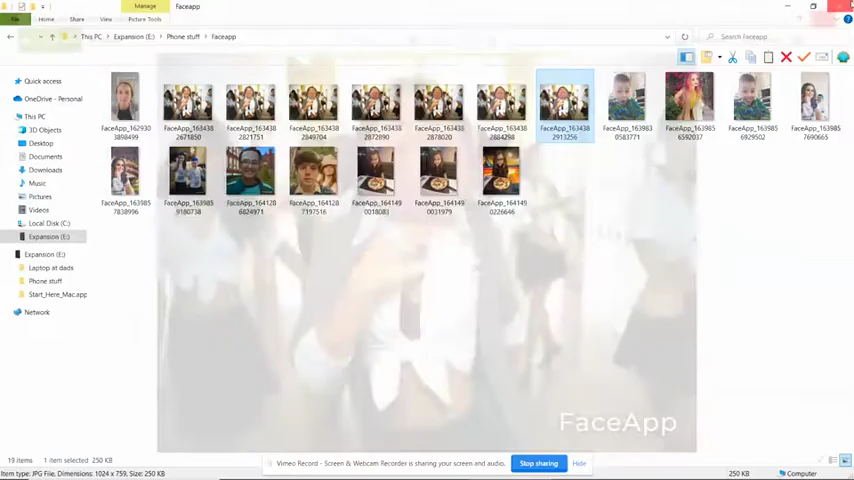 Manage
Faceapp
File
Home
Share
View
Picture Tools
This PC
Expansion (E:)
Phone stuff
Faceapp
Search Faceapp
Quick access
OneDrive - Personal
This PC
3D Objects
Desktop
Documents
Downloads
Music
Pictures
Videos
Local Disk (C:)
Expansion (E:)
Expansion (E:)
Laptop at dads
Phone stuff
Start_Here_Mac.app
Network
FaceApp_162930
3898499
FaceApp_163438
2671850
FaceApp_163438
2821751
FaceApp_163438
2849704
FaceApp_163438
2872890
FaceApp_163438
2878020
FaceApp_163438
2884298
FaceApp_163438
2913256
FaceApp_163983
0583771
FaceApp_163985
6592037
FaceApp_163985
6929502
FaceApp_163985
7690665
FaceApp_163985
7838996
FaceApp_163985
9180738
FaceApp_164128
6824971
FaceApp_164128
7197516
FaceApp_164149
0018083
FaceApp_164149
0031979
FaceApp_164149
0226646
FaceApp
19 items
1 item selected 250 KB
Vimeo Record - Screen & Webcam Recorder is sharing your screen and audio.
Stop sharing
Hide
Item type: JPG File, Dimensions: 1024 x 759, Size: 250 KB
250 KB
Computer